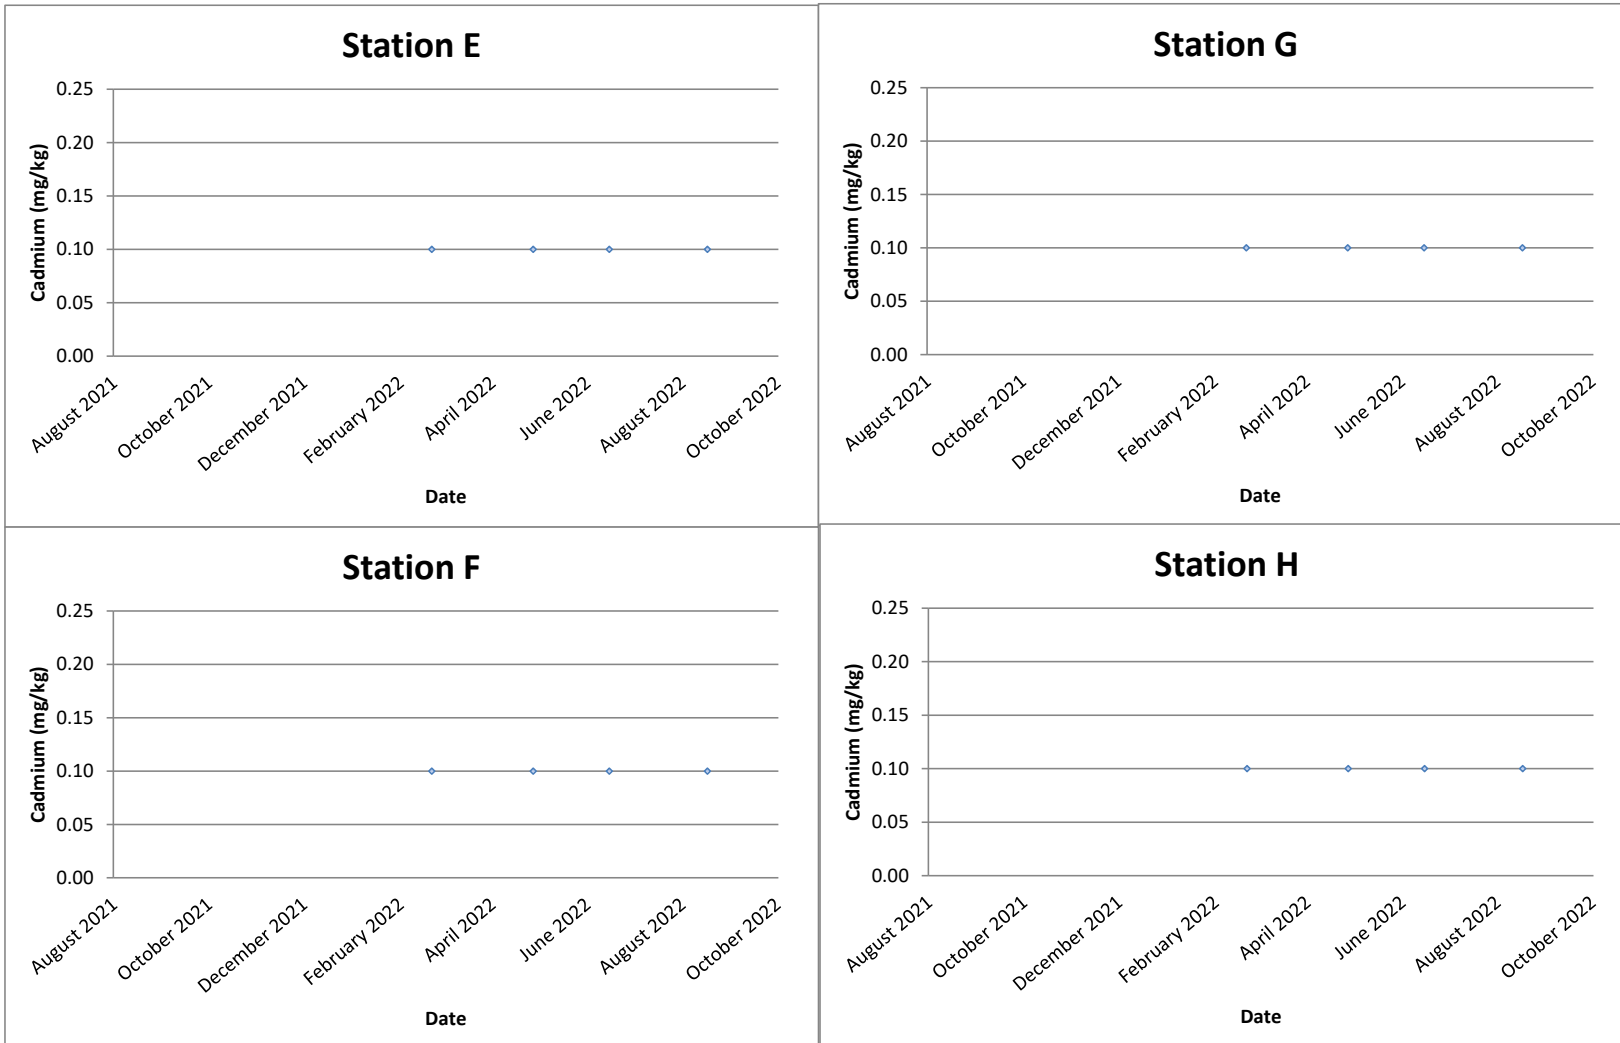 Station E
0.25
0.20
0.15
0.10
0.05
0.00
Cadmium (mg/kg)
August 2021
October 2021
December 2021
February 2022
April 2022
June 2022
August 2022
October 2022
Date
Station G
0.25
0.20
0.15
0.10
0.05
0.00
Cadmium (mg/kg)
August 2021
October 2021
December 2021
February 2022
April 2022
June 2022
August 2022
October 2022
Date
Station F
0.25
0.20
0.15
0.10
0.05
0.00
Cadmium (mg/kg)
August 2021
October 2021
December 2021
February 2022
April 2022
June 2022
August 2022
October 2022
Date
Station H
0.25
0.20
0.15
0.10
0.05
0.00
Cadmium (mg/kg)
August 2021
October 2021
December 2021
February 2022
April 2022
June 2022
August 2022
October 2022
Date